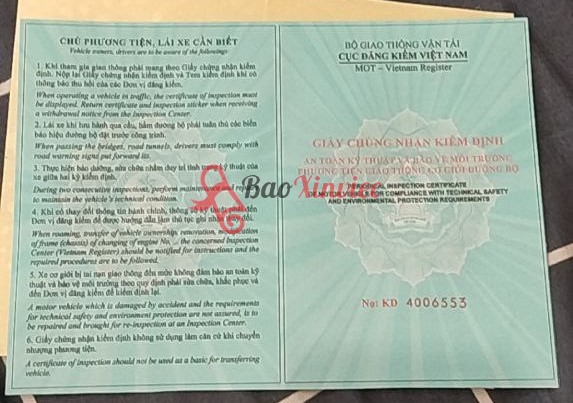 CHỦ PHƯƠNG TIỆN, LÁI XE CẦN BIẾT
Vehicle owners, drivers are to be aware of the followings
1. Khi tham gia giao thông phải mang theo Giấy chứng nhận kiểm
định. Nộp lại Giấy chứng nhận kiểm định và Tem kiểm định khi có
thông báo thu hồi của các Đơn vị đăng kiểm.
When operating a vehicle in traffic, the certificate of inspection must
be displayed. Return certificate and inspection sticker when receiving
a withdrawal notice from the Inspection Center.
2. Lái xe khi lưu hành qua cầu, hầm đường bộ phải tuân thủ các biển
báo hiệu đường bộ đặt trước công trình.
When passing the bridges, road tunnels, drivers must comply with
road warning signs put forward its.
3. Thực hiện bảo dưỡng, sửa chữa nhằm duy trì tình trạng kỹ thuật của
xe giữa hai kỳ kiểm định.
During two consecutive inspections, perform
to maintain the vehicle's technical condition.
4. Khi có thay đổi thông tin hành chính, thông số kỹ thuật
Đơn vị đăng kiểm để được hướng dẫn làm thủ tục ghi nhận
When roaming, transfer of vehicle ownership, renovation, modification
of frame (chassis) of changing of engine No. ... the concerned Inspection
Center (Vietnam Register) should be notified for instructions and the
repaired procedures are to be followed.
5. Xe cơ giới bị tai nạn giao thông đến mức không đảm bảo an toàn kỹ
thuật và bảo vệ môi trường theo quy định phải sửa chữa, khắc phục và
đến Đơn vị đăng kiểm để kiểm định lại.
A motor vehicle which is damaged by accident and the requirements
for technical safety and environment protection are not assured, is to
be repaired and brought for re-inspection at an Inspection Center.
6. Giấy chứng nhận kiểm định không sử dụng làm căn cứ khi chuyển
nhượng phương tiện.
A certificate of inspection should not be used as a basic for transfering
vehicle.
BỘ GIAO THÔNG VẬN TẢI
CỤC ĐĂNG KIỂM VIỆT NAM
MOT – Vietnam Register
GIẤY CHỨNG NHẬN KIỂM ĐỊNH
AN TOÀN KỸ THUẬT VÀ BẢO VỆ MÔI TRƯỜNG
PHƯƠNG TIỆN GIAO THÔNG CƠ GIỚI ĐƯỜNG BỘ
PERIODICAL INSPECTION CERTIFICATE
OF MOTOR VEHICLE FOR COMPLIANCE WITH TECHNICAL SAFETY
AND ENVIRONMENTAL PROTECTION REQUIREMENTS
No: KD 4006553
BaoXinviec